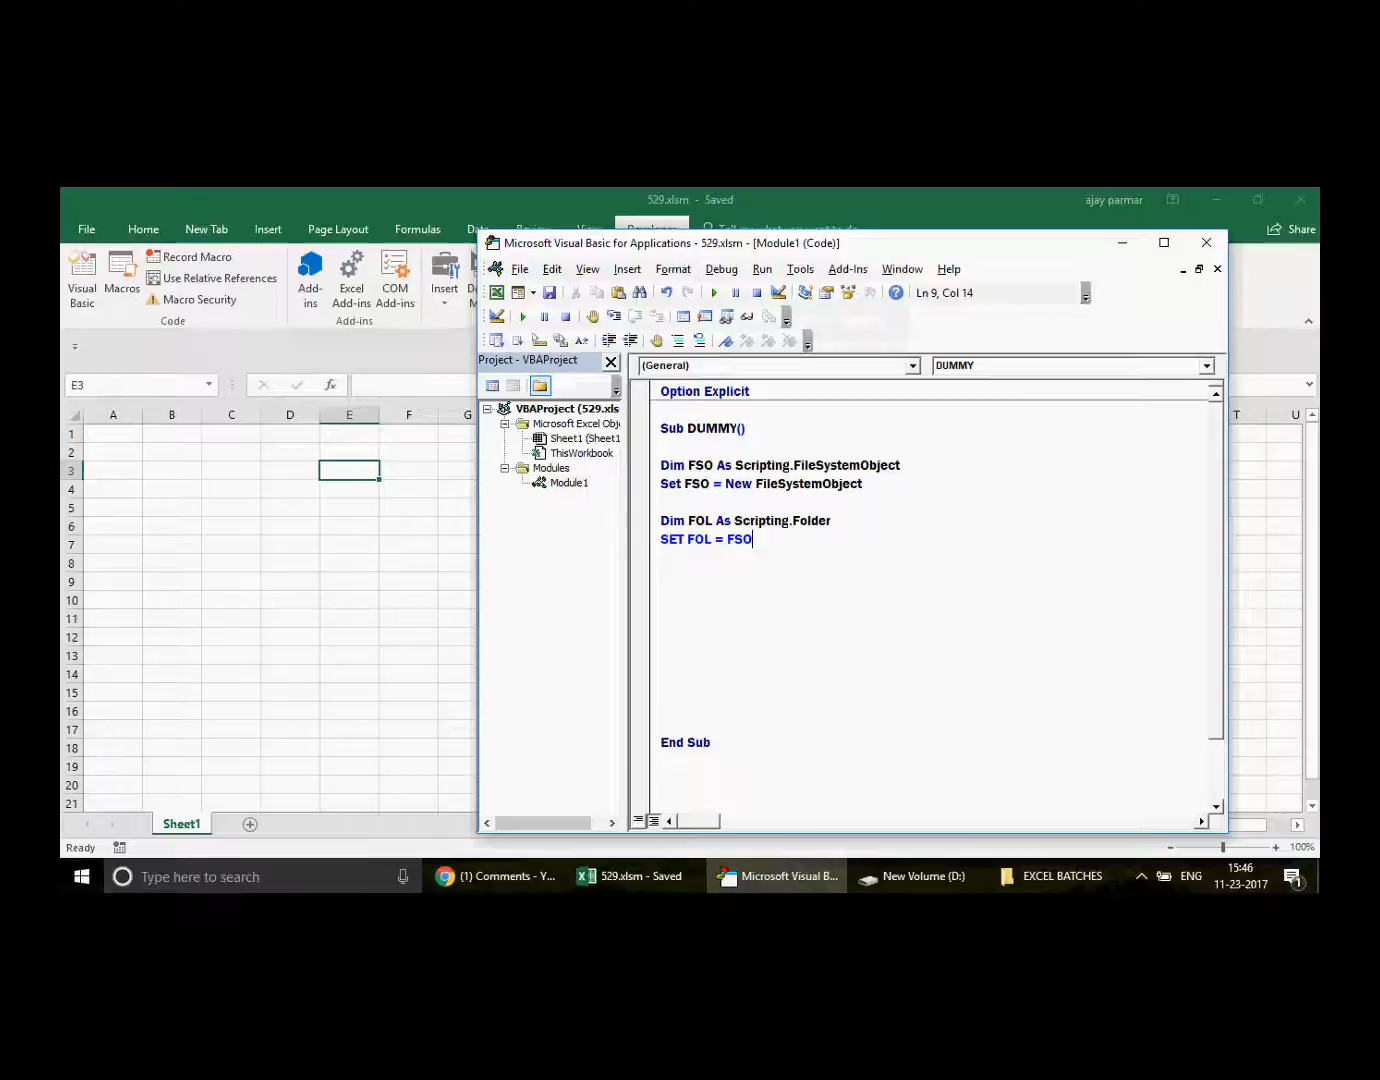 529.xlsm - Saved
ajay parmar
File Home New Tab Insert Page Layout Formulas
Share
Visual Basic
Macros
Record Macro
Use Relative References
Macro Security
Code
Add-ins
Excel Add-ins
COM Add-ins
Add-ins
Insert
Microsoft Visual Basic for Applications - 529.xlsm - [Module1 (Code)]
File Edit View Insert Format Debug Run Tools Add-Ins Window Help
Ln 9, Col 14
Project - VBAProject
VBAProject (529.xls
Microsoft Excel Obj
Sheet1 (Sheet1
ThisWorkbook
Modules
Module1
(General)
DUMMY
Option Explicit
Sub DUMMY()
Dim FSO As Scripting.FileSystemObject
Set FSO = New FileSystemObject
Dim FOL As Scripting.Folder
SET FOL = FSO
End Sub
E3
fx
A B C D E F G T U
1
2
3
4
5
6
7
8
9
10
11
12
13
14
15
16
17
18
19
20
21
Sheet1
Ready
100%
Type here to search
(1) Comments - Y...
529.xlsm - Saved
Microsoft Visual B...
New Volume (D:)
EXCEL BATCHES
ENG
15:46
11-23-2017
1